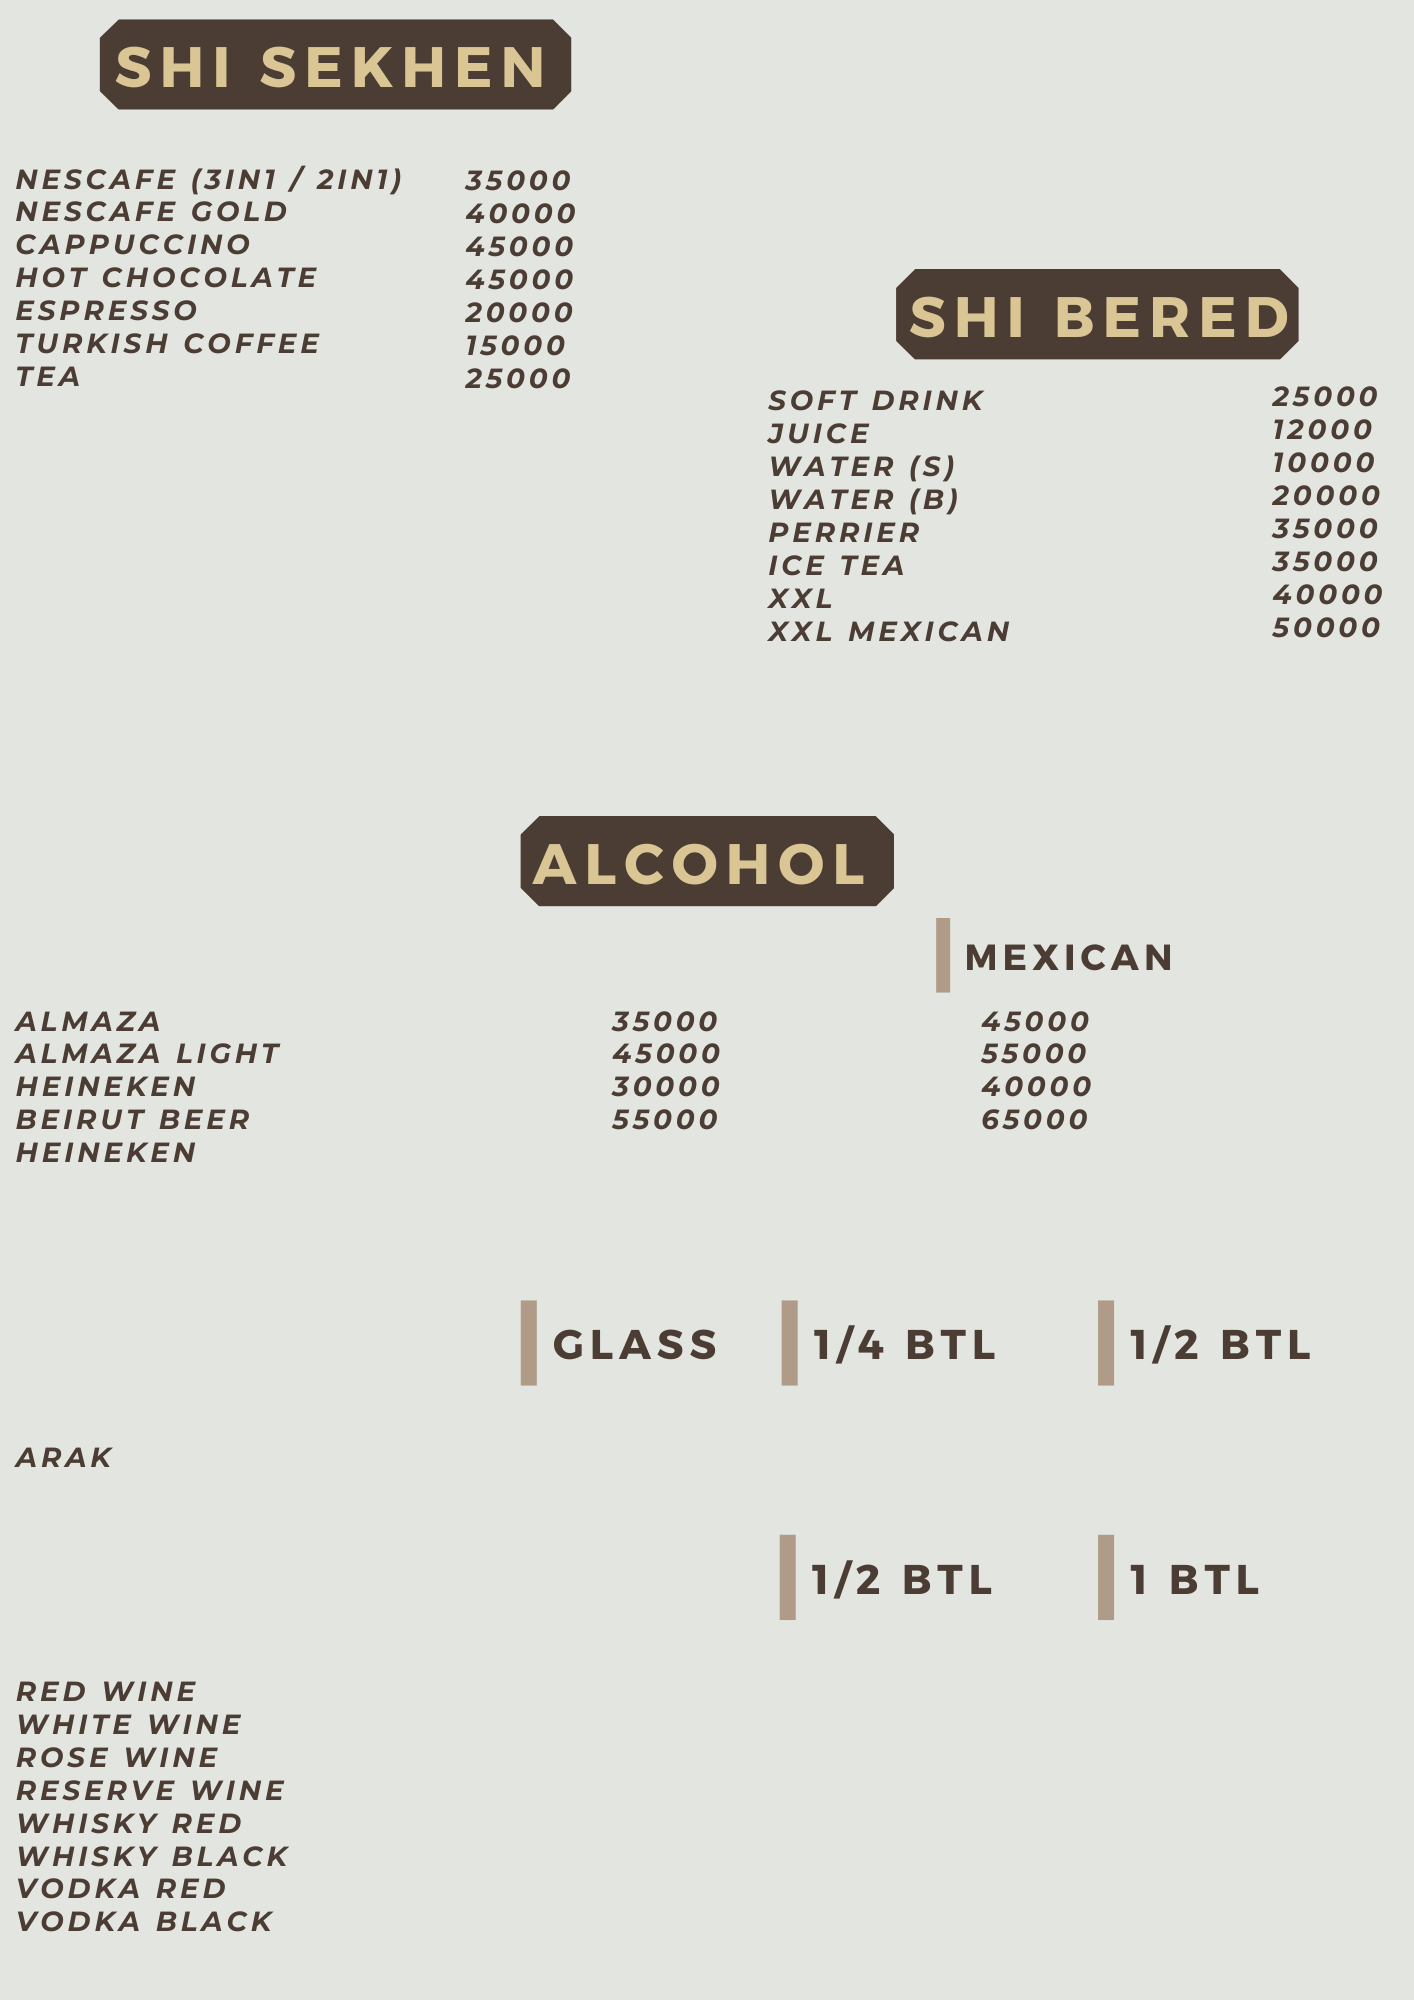 SHI SEKHEN
NESCAFE (3IN1 / 2IN1) 35000
NESCAFE GOLD 40000
CAPPUCCINO 45000
HOT CHOCOLATE 45000
ESPRESSO 20000
TURKISH COFFEE 15000
TEA 25000
SHI BERED
SOFT DRINK 25000
JUICE 12000
WATER (S) 10000
WATER (B) 20000
PERRIER 35000
ICE TEA 35000
XXL 40000
XXL MEXICAN 50000
ALCOHOL
MEXICAN
ALMAZA 35000 45000
ALMAZA LIGHT 45000 55000
HEINEKEN 30000 40000
BEIRUT BEER 55000 65000
HEINEKEN
GLASS 1/4 BTL 1/2 BTL
ARAK
1/2 BTL 1 BTL
RED WINE
WHITE WINE
ROSE WINE
RESERVE WINE
WHISKY RED
WHISKY BLACK
VODKA RED
VODKA BLACK